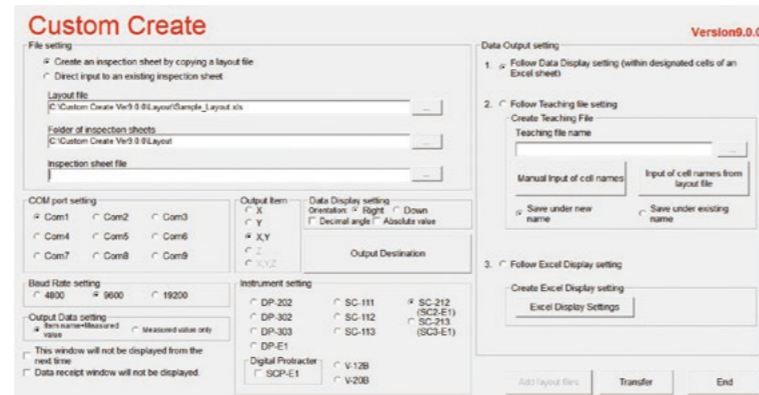 Custom Create
Version9.0.0
File setting
Create an inspection sheet by copying a layout file
Direct input to an existing inspection sheet
Layout file
C:\Custom Create Ver9.0.0\Layout\Sample_Layout.xls
...
Folder of inspection sheets
C:\Custom Create Ver9.0.0\Layout
...
Inspection sheet file
...
COM port setting
Com1 Com2 Com3
Com4 Com5 Com6
Com7 Com8 Com9
Output Item
X
Y
X,Y
Z
X,Y,Z
Data Display setting
Orientation: Right Down
Decimal angle Absolute value
Output Destination
Baud Rate setting
4800 9600 19200
Output Data setting
Item name+Measured value
Measured value only
This window will not be displayed from the
next time
Data receipt window will not be displayed.
Instrument setting
DP-202 SC-111 SC-212
(SC2-E1)
DP-302 SC-112 SC-213
(SC3-E1)
DP-303 SC-113
DP-E1
Digital Protracter
SCP-E1
V-12B
V-20B
Data Output setting
1. Follow Data Display setting (within designated cells of an
Excel sheet)
2. Follow Teaching file setting
Create Teaching File
Teaching file name
...
Manual Input of cell names
Input of cell names from
layout file
Save under new
name
Save under existing
name
3. Follow Excel Display setting
Create Excel Display setting
Excel Display Settings
Add layout files Transfer End